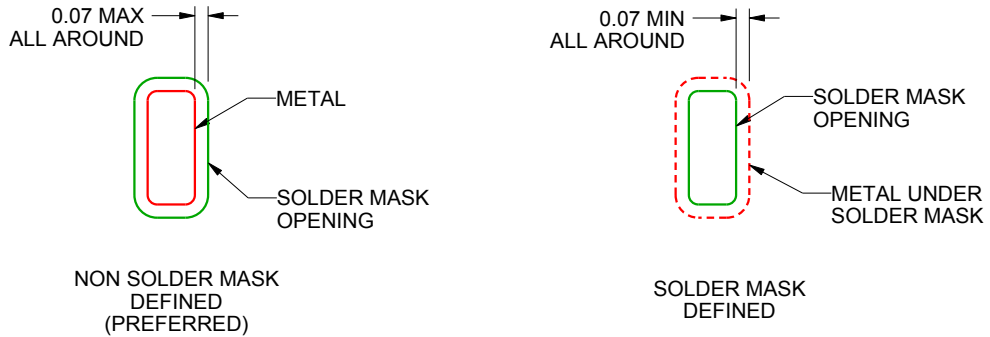 0.07 MAX
ALL AROUND
METAL
SOLDER MASK
OPENING
NON SOLDER MASK
DEFINED
(PREFERRED)
0.07 MIN
ALL AROUND
SOLDER MASK
OPENING
METAL UNDER
SOLDER MASK
SOLDER MASK
DEFINED